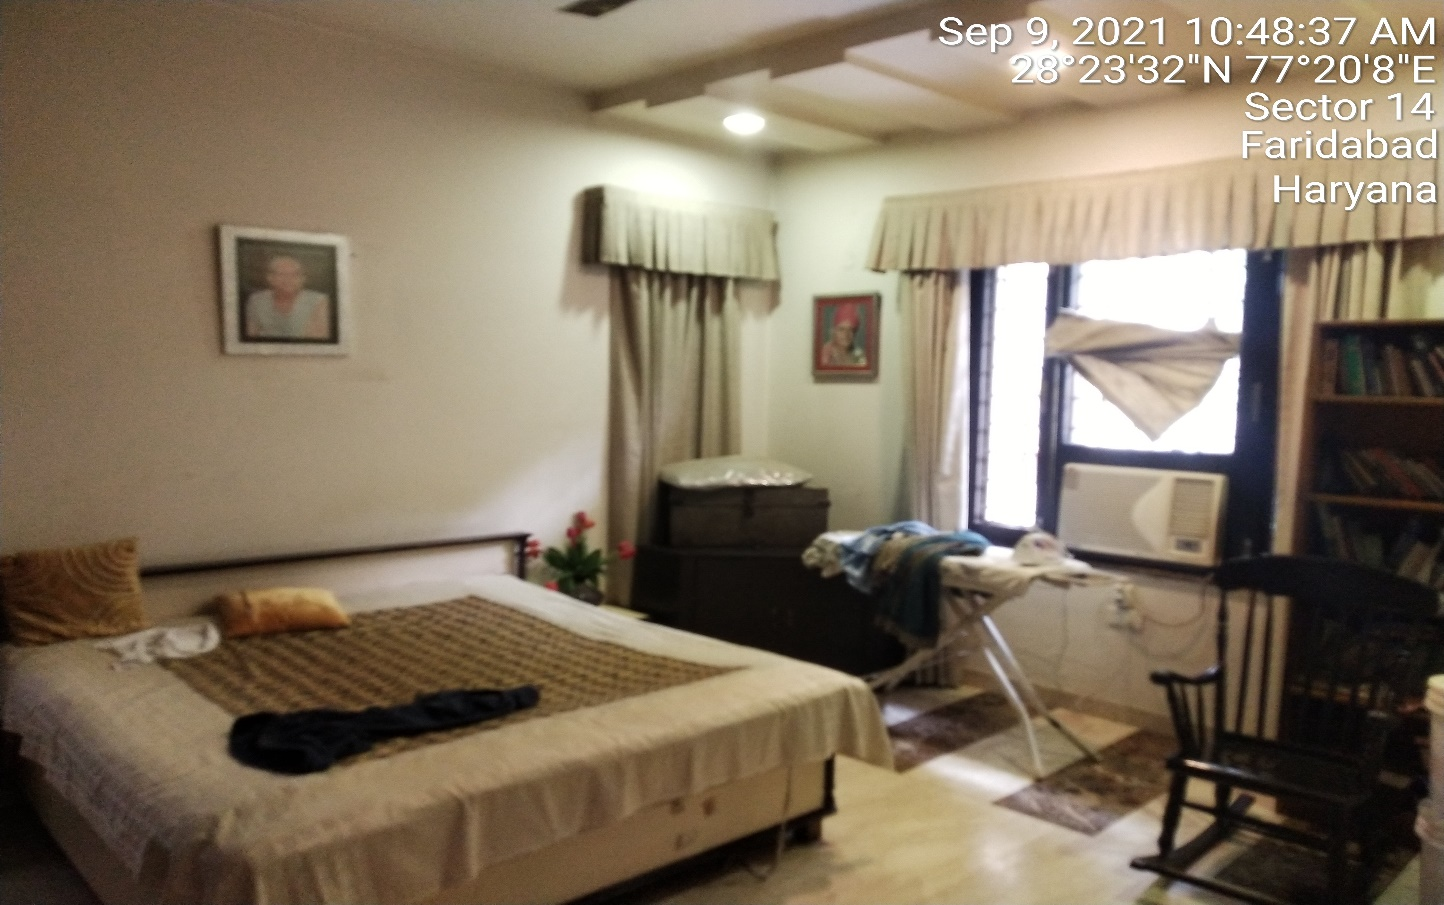 Sep 9, 2021 10:48:37 AM
28°23'32"N 77°20'8"E
Sector 14
Faridabad
Haryana